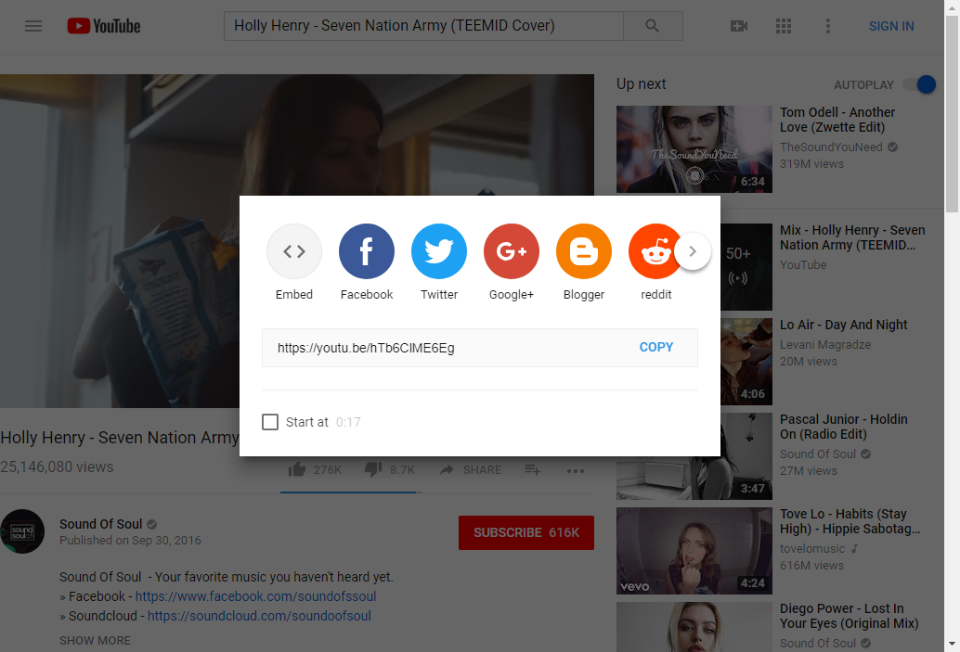 YouTube
Holly Henry - Seven Nation Army (TEEMID Cover)
SIGN IN
Up next
AUTOPLAY
TheSoundYouNeed
6:34
Tom Odell - Another
Love (Zwette Edit)
TheSoundYouNeed
319M views
50+
Mix - Holly Henry - Seven
Nation Army (TEEMID...
YouTube
Embed
Facebook
Twitter
Google+
Blogger
reddit
https://youtu.be/hTb6CIME6Eg
COPY
Start at 0:17
4:06
Lo Air - Day And Night
Levani Magradze
20M views
3:47
Pascal Junior - Holdin
On (Radio Edit)
Sound Of Soul
27M views
Holly Henry - Seven Nation Army
25,146,080 views
276K
8.7K
SHARE
sound
of
soul
Sound Of Soul
Published on Sep 30, 2016
SUBSCRIBE 616K
Sound Of Soul - Your favorite music you haven't heard yet.
» Facebook - https://www.facebook.com/soundofssoul
» Soundcloud - https://soundcloud.com/soundoofsoul
SHOW MORE
vevo
4:24
Tove Lo - Habits (Stay
High) - Hippie Sabotag...
tovelomusic
616M views
Diego Power - Lost In
Your Eyes (Original Mix)
Sound Of Soul